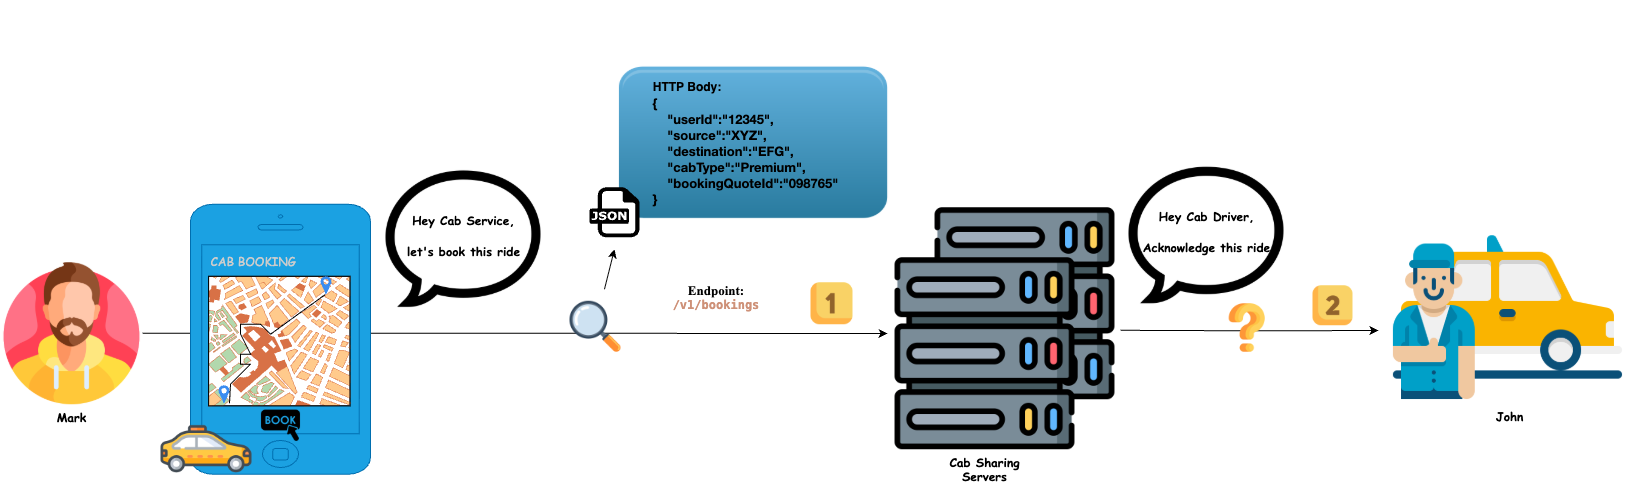 HTTP Body:
{
"userId":"12345",
"source":"XYZ",
"destination":"EFG",
"cabType":"Premium",
"bookingQuoteId":"098765"
}
JSON
Hey Cab Service,
let's book this ride
Hey Cab Driver,
Acknowledge this ride
CAB BOOKING
BOOK
Endpoint:
/v1/bookings
1
?
2
Mark
John
Cab Sharing
Servers